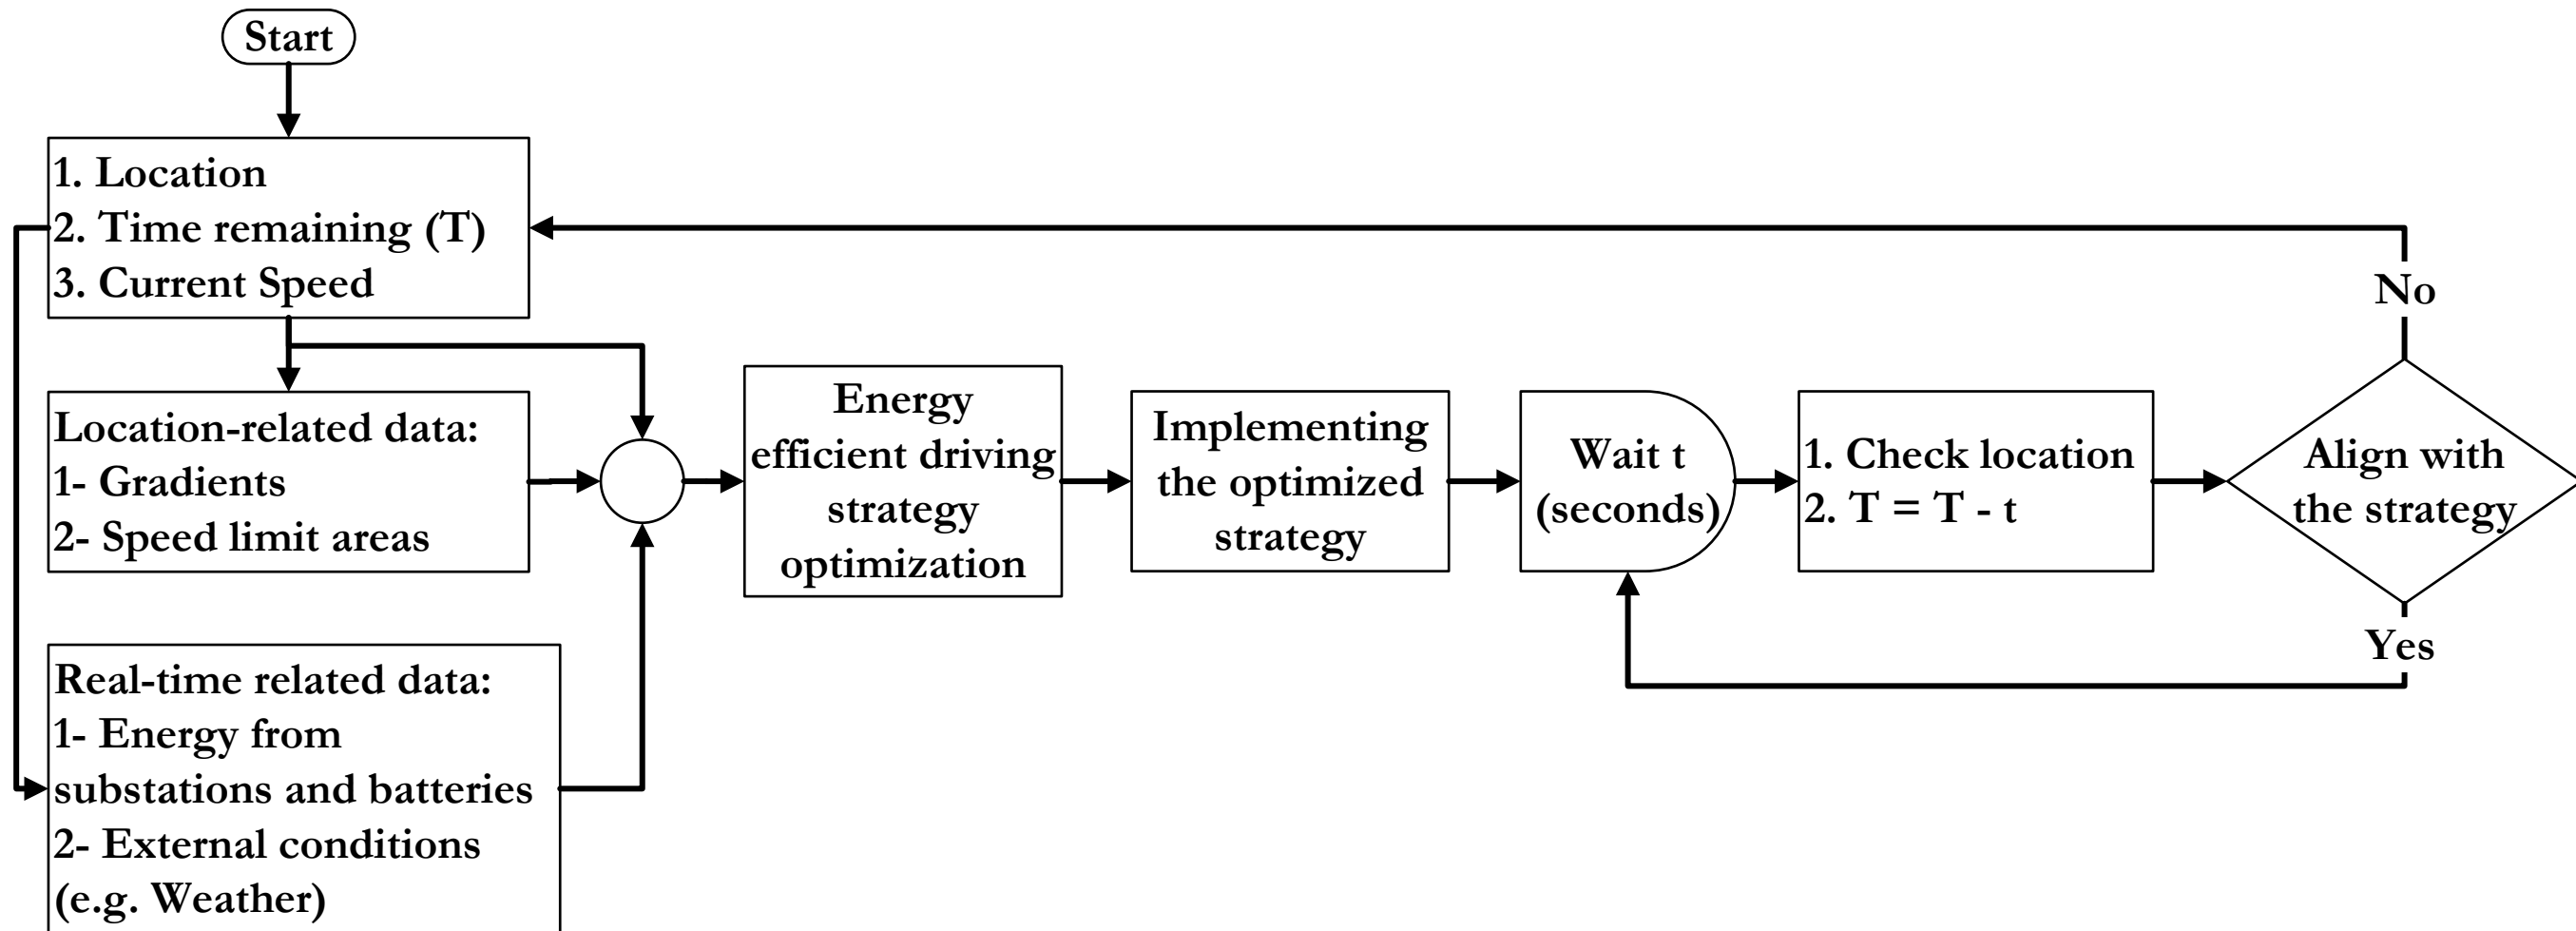 Start
1. Location
2. Time remaining (T)
3. Current Speed
Location-related data:
1- Gradients
2- Speed limit areas
Real-time related data:
1- Energy from
substations and batteries
2- External conditions
(e.g. Weather)
Energy
efficient driving
strategy
optimization
Implementing
the optimized
strategy
Wait t
(seconds)
1. Check location
2. T = T - t
Align with
the strategy
No
Yes